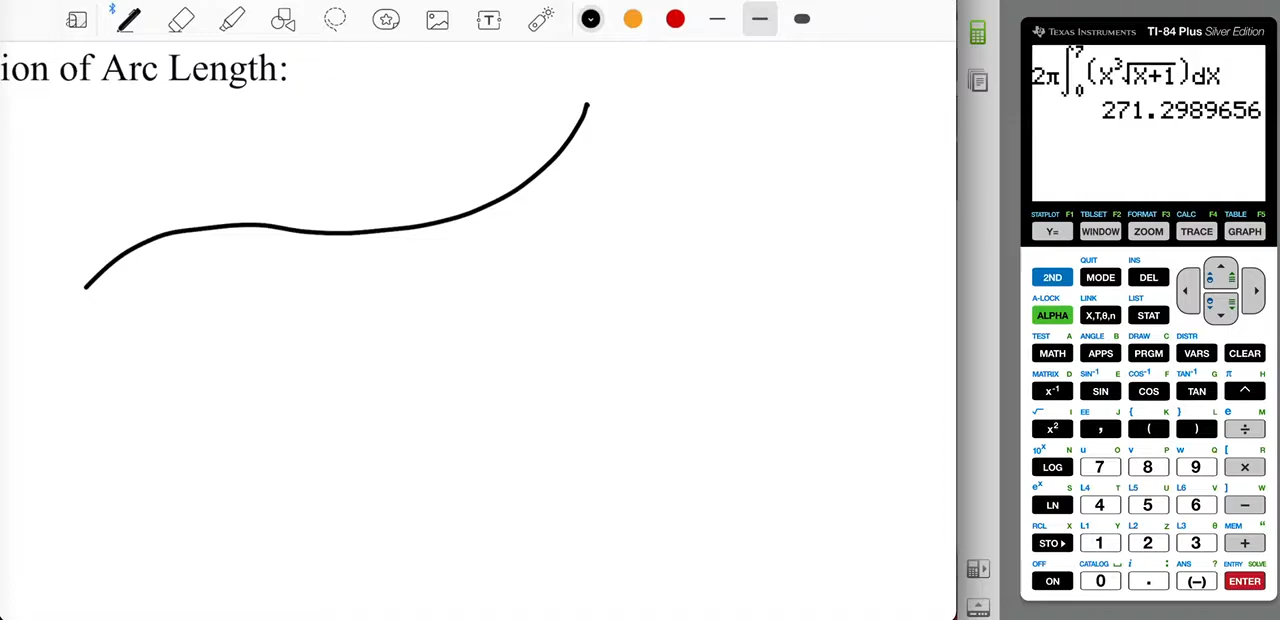 ion of Arc Length:
TEXAS INSTRUMENTS TI-84 Plus Silver Edition
2π∫₀⁷(X³√X+1)dX
271.2989656
STATPLOT F1 TBLSET F2 FORMAT F3 CALC F4 TABLE F5
Y= WINDOW ZOOM TRACE GRAPH
QUIT INS
2ND MODE DEL
A-LOCK LINK LIST
ALPHA X,T,θ,n STAT
TEST A ANGLE B DRAW C DISTR
MATH APPS PRGM VARS CLEAR
MATRIX D SIN⁻¹ E COS⁻¹ F TAN⁻¹ G π H
x⁻¹ SIN COS TAN ^
√ I EE J { K } L e M
x² , ( ) ÷
10ˣ N u O v P w Q [ R
LOG 7 8 9 ×
eˣ S L4 T L5 U L6 V ] W
LN 4 5 6 −
RCL X L1 Y L2 Z L3 θ MEM "
STO▸ 1 2 3 +
OFF CATALOG ⎵ i : ANS ? ENTRY SOLVE
ON 0 . (−) ENTER